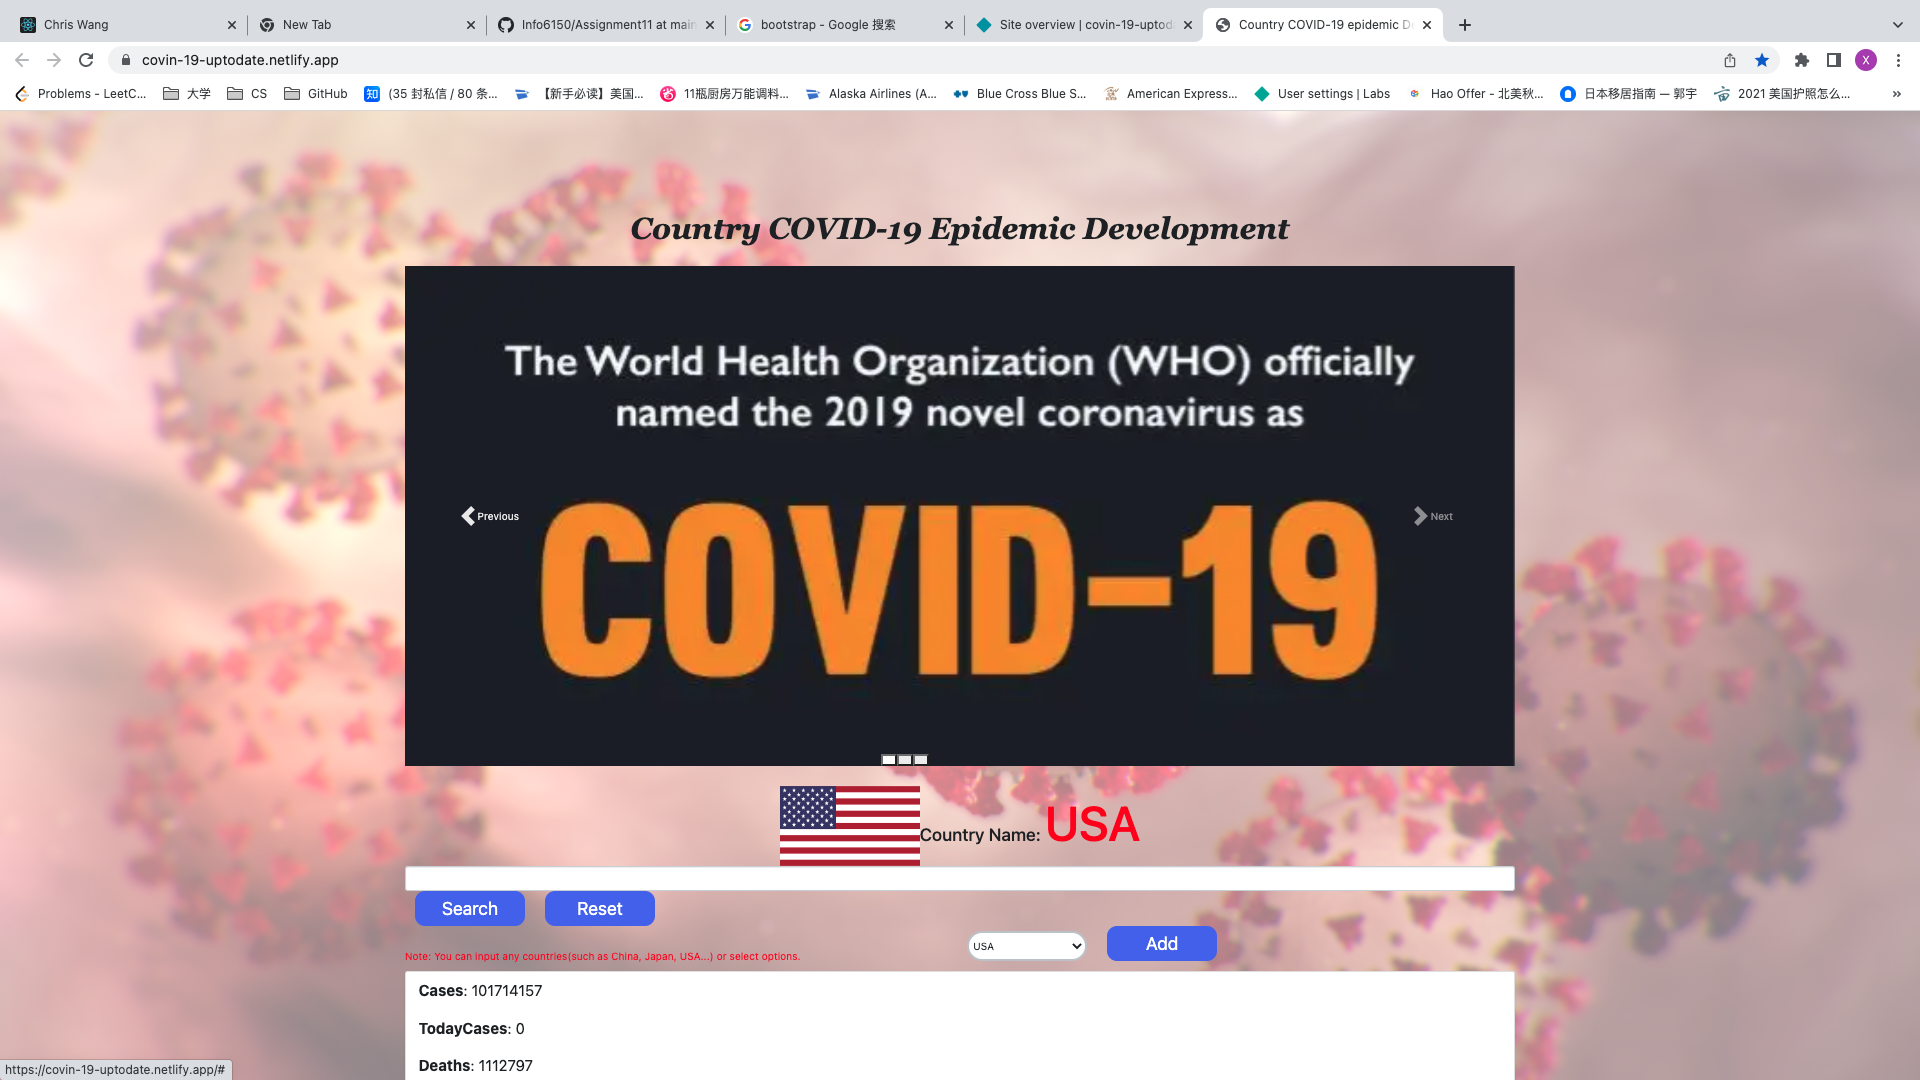 Chris Wang
New Tab
Info6150/Assignment11 at main
bootstrap - Google 搜索
Site overview | covin-19-uptod
Country COVID-19 epidemic D
covin-19-uptodate.netlify.app
X
Problems - LeetC...
大学
CS
GitHub
知
(35 封私信 / 80 条...
【新手必读】美国...
11瓶厨房万能调料...
Alaska Airlines (A...
Blue Cross Blue S...
American Express...
User settings | Labs
Hao Offer - 北美秋...
日本移居指南 — 郭宇
2021 美国护照怎么...
»
Country COVID-19 Epidemic Development
The World Health Organization (WHO) officially
named the 2019 novel coronavirus as
COVID-19
Previous
Next
Country Name: USA
Search
Reset
USA
Add
Note: You can input any countries(such as China, Japan, USA...) or select options.
Cases: 101714157
TodayCases: 0
Deaths: 1112797
https://covin-19-uptodate.netlify.app/#